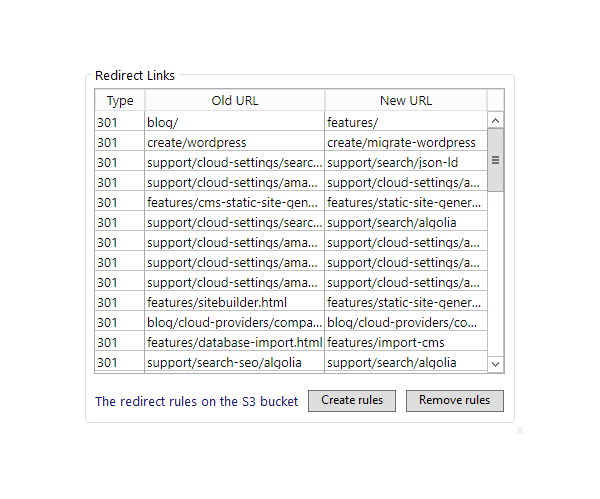 Redirect Links
Type Old URL New URL
301 blog/ features/
301 create/wordpress create/migrate-wordpress
301 support/cloud-settings/searc... support/search/json-ld
301 support/cloud-settings/ama... support/cloud-settings/a...
301 features/cms-static-site-gen... features/static-site-gener...
301 support/cloud-settings/searc... support/search/algolia
301 support/cloud-settings/ama... support/cloud-settings/a...
301 support/cloud-settings/ama... support/cloud-settings/a...
301 support/cloud-settings/ama... support/cloud-settings/a...
301 features/sitebuilder.html features/static-site-gener...
301 blog/cloud-providers/compa... blog/cloud-providers/co...
301 features/database-import.html features/import-cms
301 support/search-seo/algolia support/search/algolia
The redirect rules on the S3 bucket Create rules Remove rules